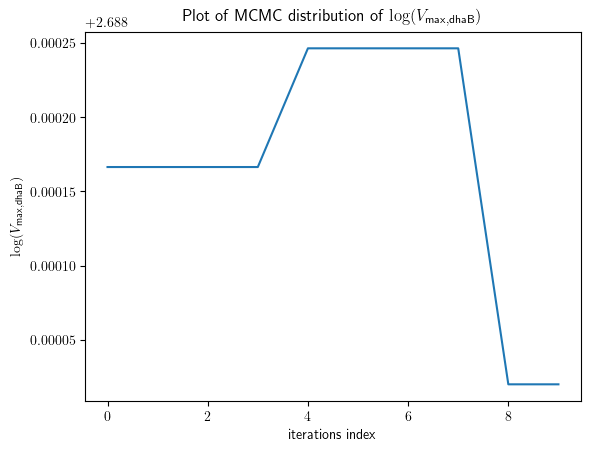 Plot of MCMC distribution of log(V_max,dhaB)
+2.688
0.00025
0.00020
0.00015
0.00010
0.00005
log(V_max,dhaB)
0 2 4 6 8
iterations index